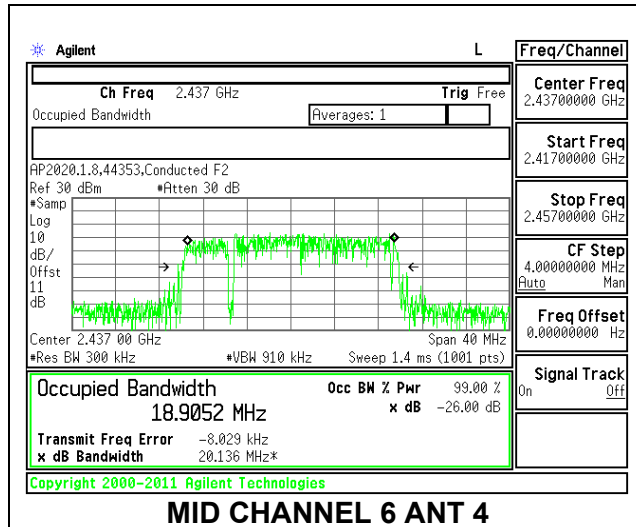 Agilent L
Freq/Channel
Ch Freq 2.437 GHz Trig Free
Occupied Bandwidth Averages: 1
AP2020.1.8,44353,Conducted F2
Ref 30 dBm #Atten 30 dB
#Samp
Log
10
dB/
Offst
11
dB
Center 2.437 00 GHz Span 40 MHz
#Res BW 300 kHz #VBW 910 kHz Sweep 1.4 ms (1001 pts)
Occupied Bandwidth Occ BW % Pwr 99.00 %
18.9052 MHz x dB -26.00 dB
Transmit Freq Error -8.029 kHz
x dB Bandwidth 20.136 MHz*
Copyright 2000-2011 Agilent Technologies
Center Freq
2.43700000 GHz
Start Freq
2.41700000 GHz
Stop Freq
2.45700000 GHz
CF Step
4.00000000 MHz
Auto Man
Freq Offset
0.00000000 Hz
Signal Track
On Off
MID CHANNEL 6 ANT 4